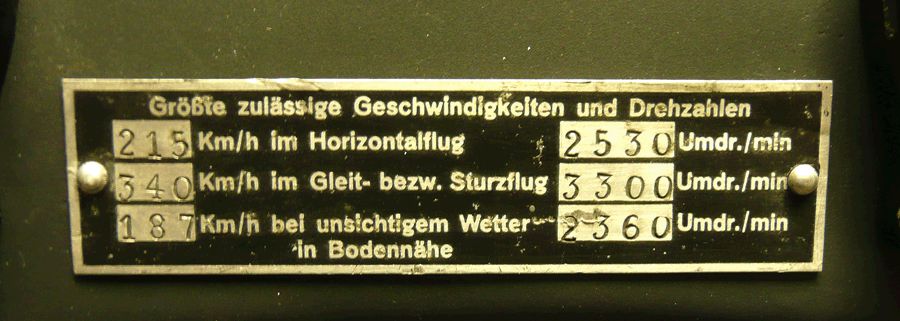 Größte zulässige Geschwindigkeiten und Drehzahlen
215 Km/h im Horizontalflug 2530 Umdr./min
340 Km/h im Gleit- bezw. Sturzflug 3300 Umdr./min
187 Km/h bei unsichtigem Wetter 2360 Umdr./min
in Bodennähe